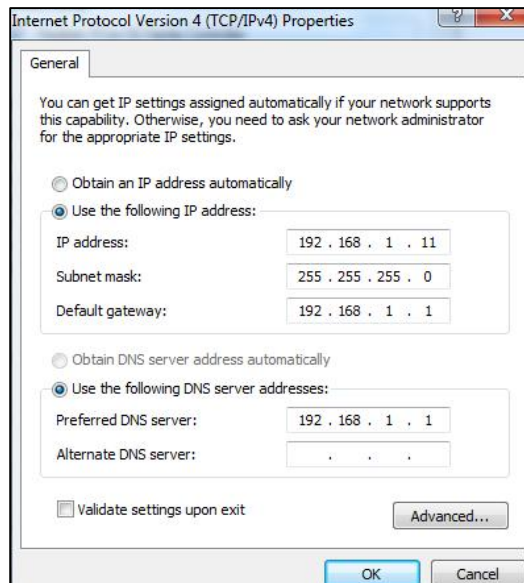 Internet Protocol Version 4 (TCP/IPv4) Properties
? X
General
You can get IP settings assigned automatically if your network supports
this capability. Otherwise, you need to ask your network administrator
for the appropriate IP settings.
Obtain an IP address automatically
Use the following IP address:
IP address: 192 . 168 . 1 . 11
Subnet mask: 255 . 255 . 255 . 0
Default gateway: 192 . 168 . 1 . 1
Obtain DNS server address automatically
Use the following DNS server addresses:
Preferred DNS server: 192 . 168 . 1 . 1
Alternate DNS server: . . .
Validate settings upon exit
Advanced...
OK Cancel